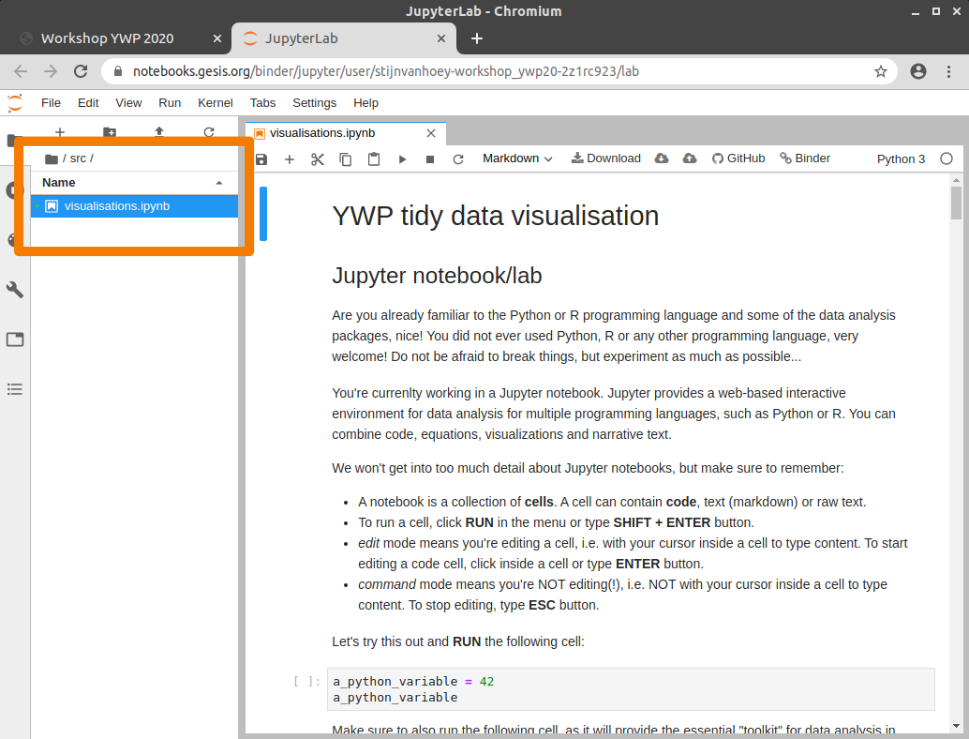 JupyterLab - Chromium
Workshop YWP 2020
JupyterLab
notebooks.gesis.org/binder/jupyter/user/stijnvanhoey-workshop_ywp20-2z1rc923/lab
File Edit View Run Kernel Tabs Settings Help
visualisations.ipynb
Markdown Download GitHub Binder Python 3
/ src /
Name
visualisations.ipynb
YWP tidy data visualisation
Jupyter notebook/lab
Are you already familiar to the Python or R programming language and some of the data analysis
packages, nice! You did not ever used Python, R or any other programming language, very
welcome! Do not be afraid to break things, but experiment as much as possible...
You're currenlty working in a Jupyter notebook. Jupyter provides a web-based interactive
environment for data analysis for multiple programming languages, such as Python or R. You can
combine code, equations, visualizations and narrative text.
We won't get into too much detail about Jupyter notebooks, but make sure to remember:
• A notebook is a collection of cells. A cell can contain code, text (markdown) or raw text.
• To run a cell, click RUN in the menu or type SHIFT + ENTER button.
• edit mode means you're editing a cell, i.e. with your cursor inside a cell to type content. To start
editing a code cell, click inside a cell or type ENTER button.
• command mode means you're NOT editing(!), i.e. NOT with your cursor inside a cell to type
content. To stop editing, type ESC button.
Let's try this out and RUN the following cell:
[ ]: a_python_variable = 42
a_python_variable
Make sure to also run the following cell, as it will provide the essential "toolkit" for data analysis in